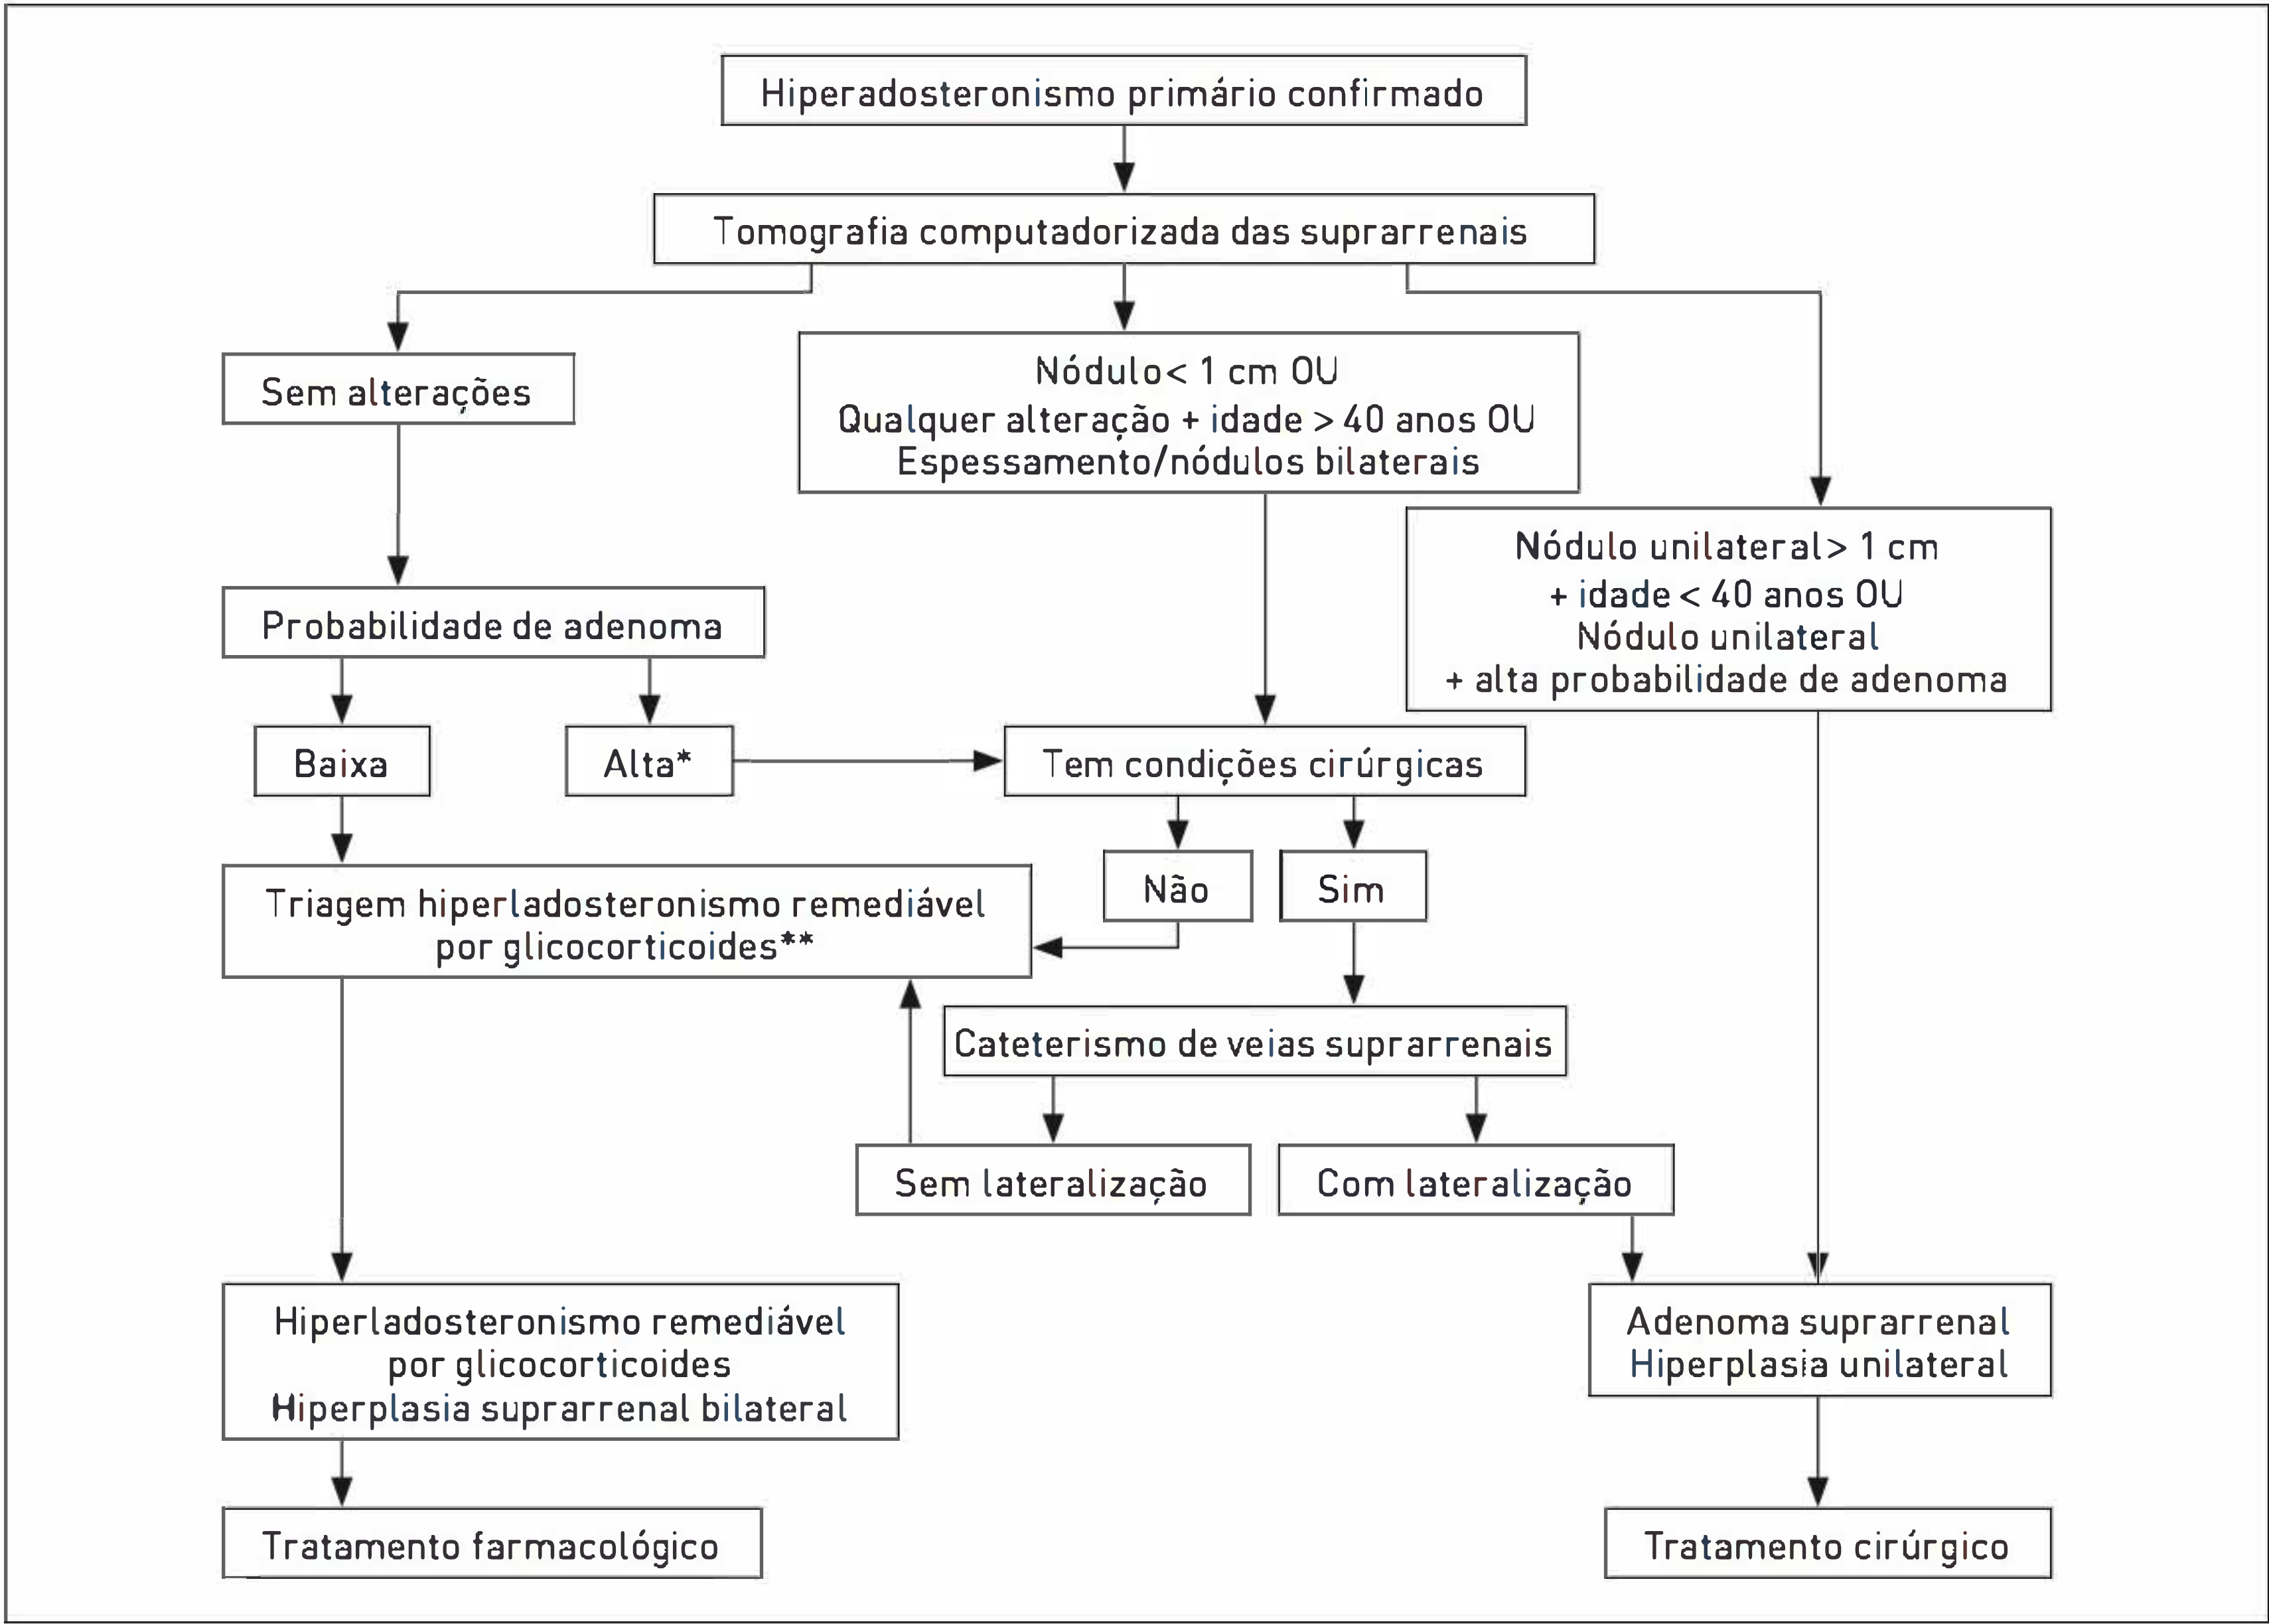 Hiperadosteronismo primário confirmado
Tomografia computadorizada das suprarrenais
Sem alterações
Nódulo< 1 cm OU
Qualquer alteração + idade > 40 anos OU
Espessamento/nódulos bilaterais
Nódulo unilateral> 1 cm
+ idade < 40 anos OU
Nódulo unilateral
+ alta probabilidade de adenoma
Probabilidade de adenoma
Baixa
Alta*
Tem condições cirúrgicas
Não
Sim
Triagem hiperladosteronismo remediável
por glicocorticoides**
Cateterismo de veias suprarrenais
Sem lateralização
Com lateralização
Hiperladosteronismo remediável
por glicocorticoides
Hiperplasia suprarrenal bilateral
Adenoma suprarrenal
Hiperplasia unilateral
Tratamento farmacológico
Tratamento cirúrgico